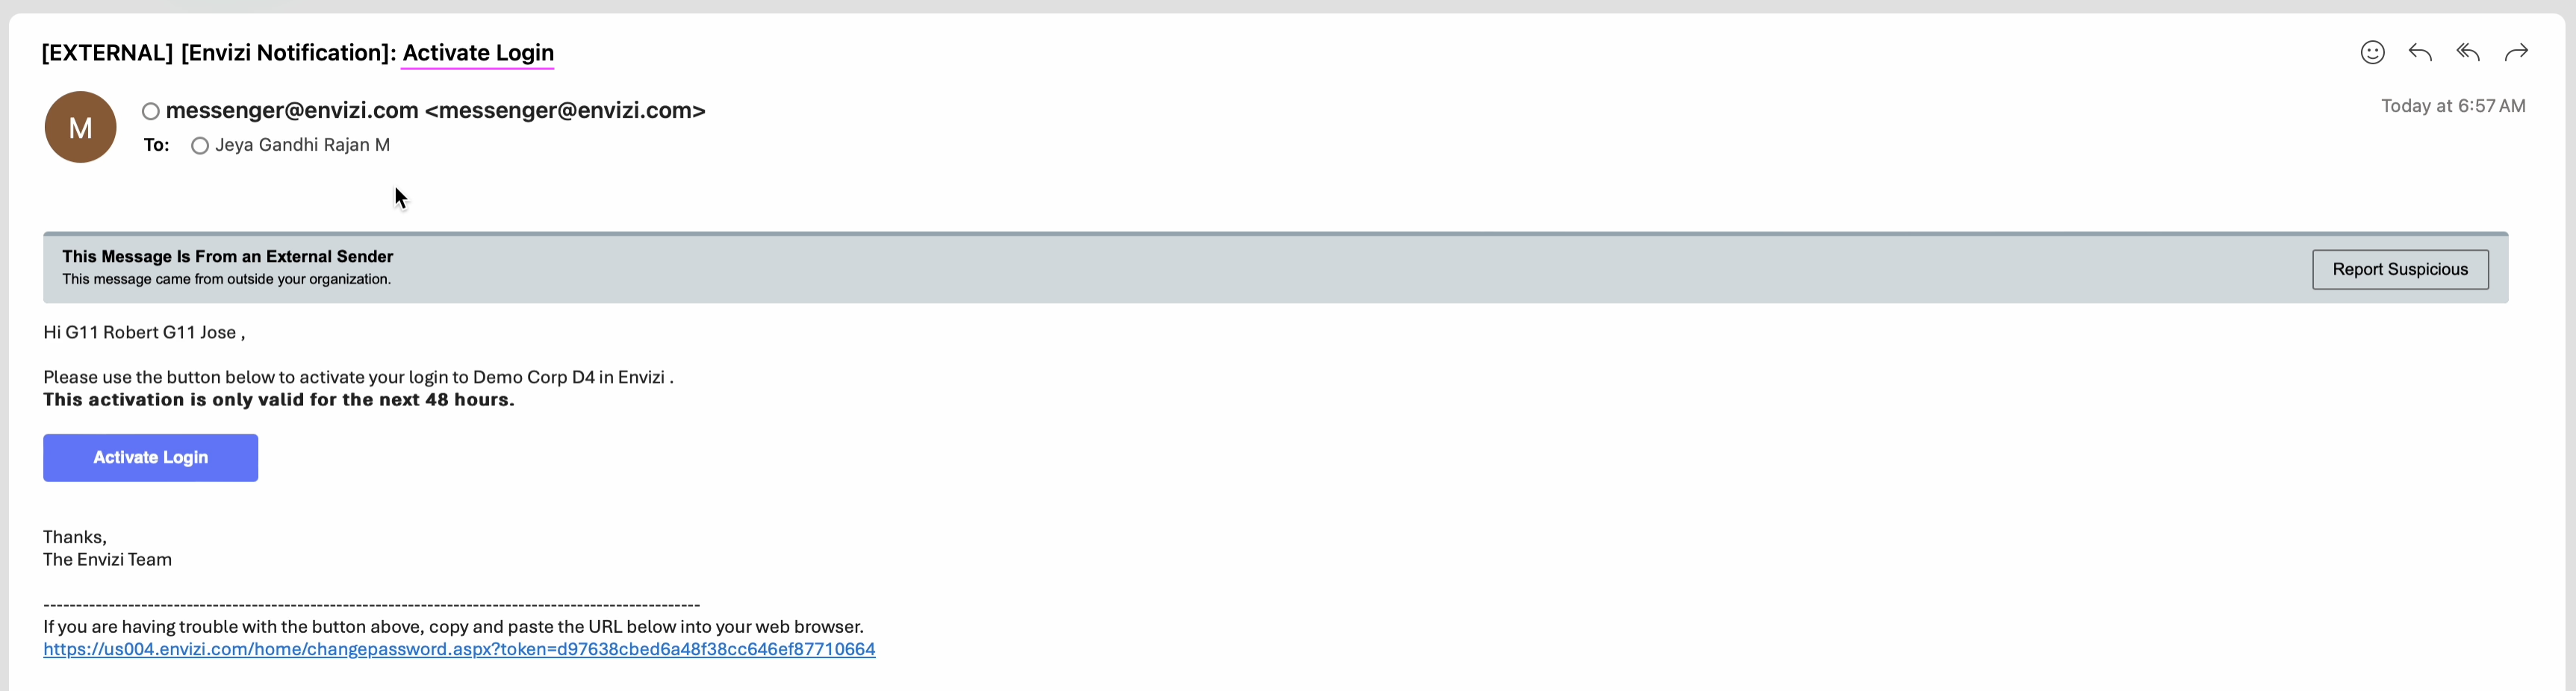 [EXTERNAL] [Envizi Notification]: Activate Login
M
messenger@envizi.com <messenger@envizi.com>
Today at 6:57 AM
To: Jeya Gandhi Rajan M
This Message Is From an External Sender
This message came from outside your organization.
Report Suspicious
Hi G11 Robert G11 Jose ,
Please use the button below to activate your login to Demo Corp D4 in Envizi .
This activation is only valid for the next 48 hours.
Activate Login
Thanks,
The Envizi Team
----------------------------------------------------------------------------------------------------
If you are having trouble with the button above, copy and paste the URL below into your web browser.
https://us004.envizi.com/home/changepassword.aspx?token=d97638cbed6a48f38cc646ef87710664